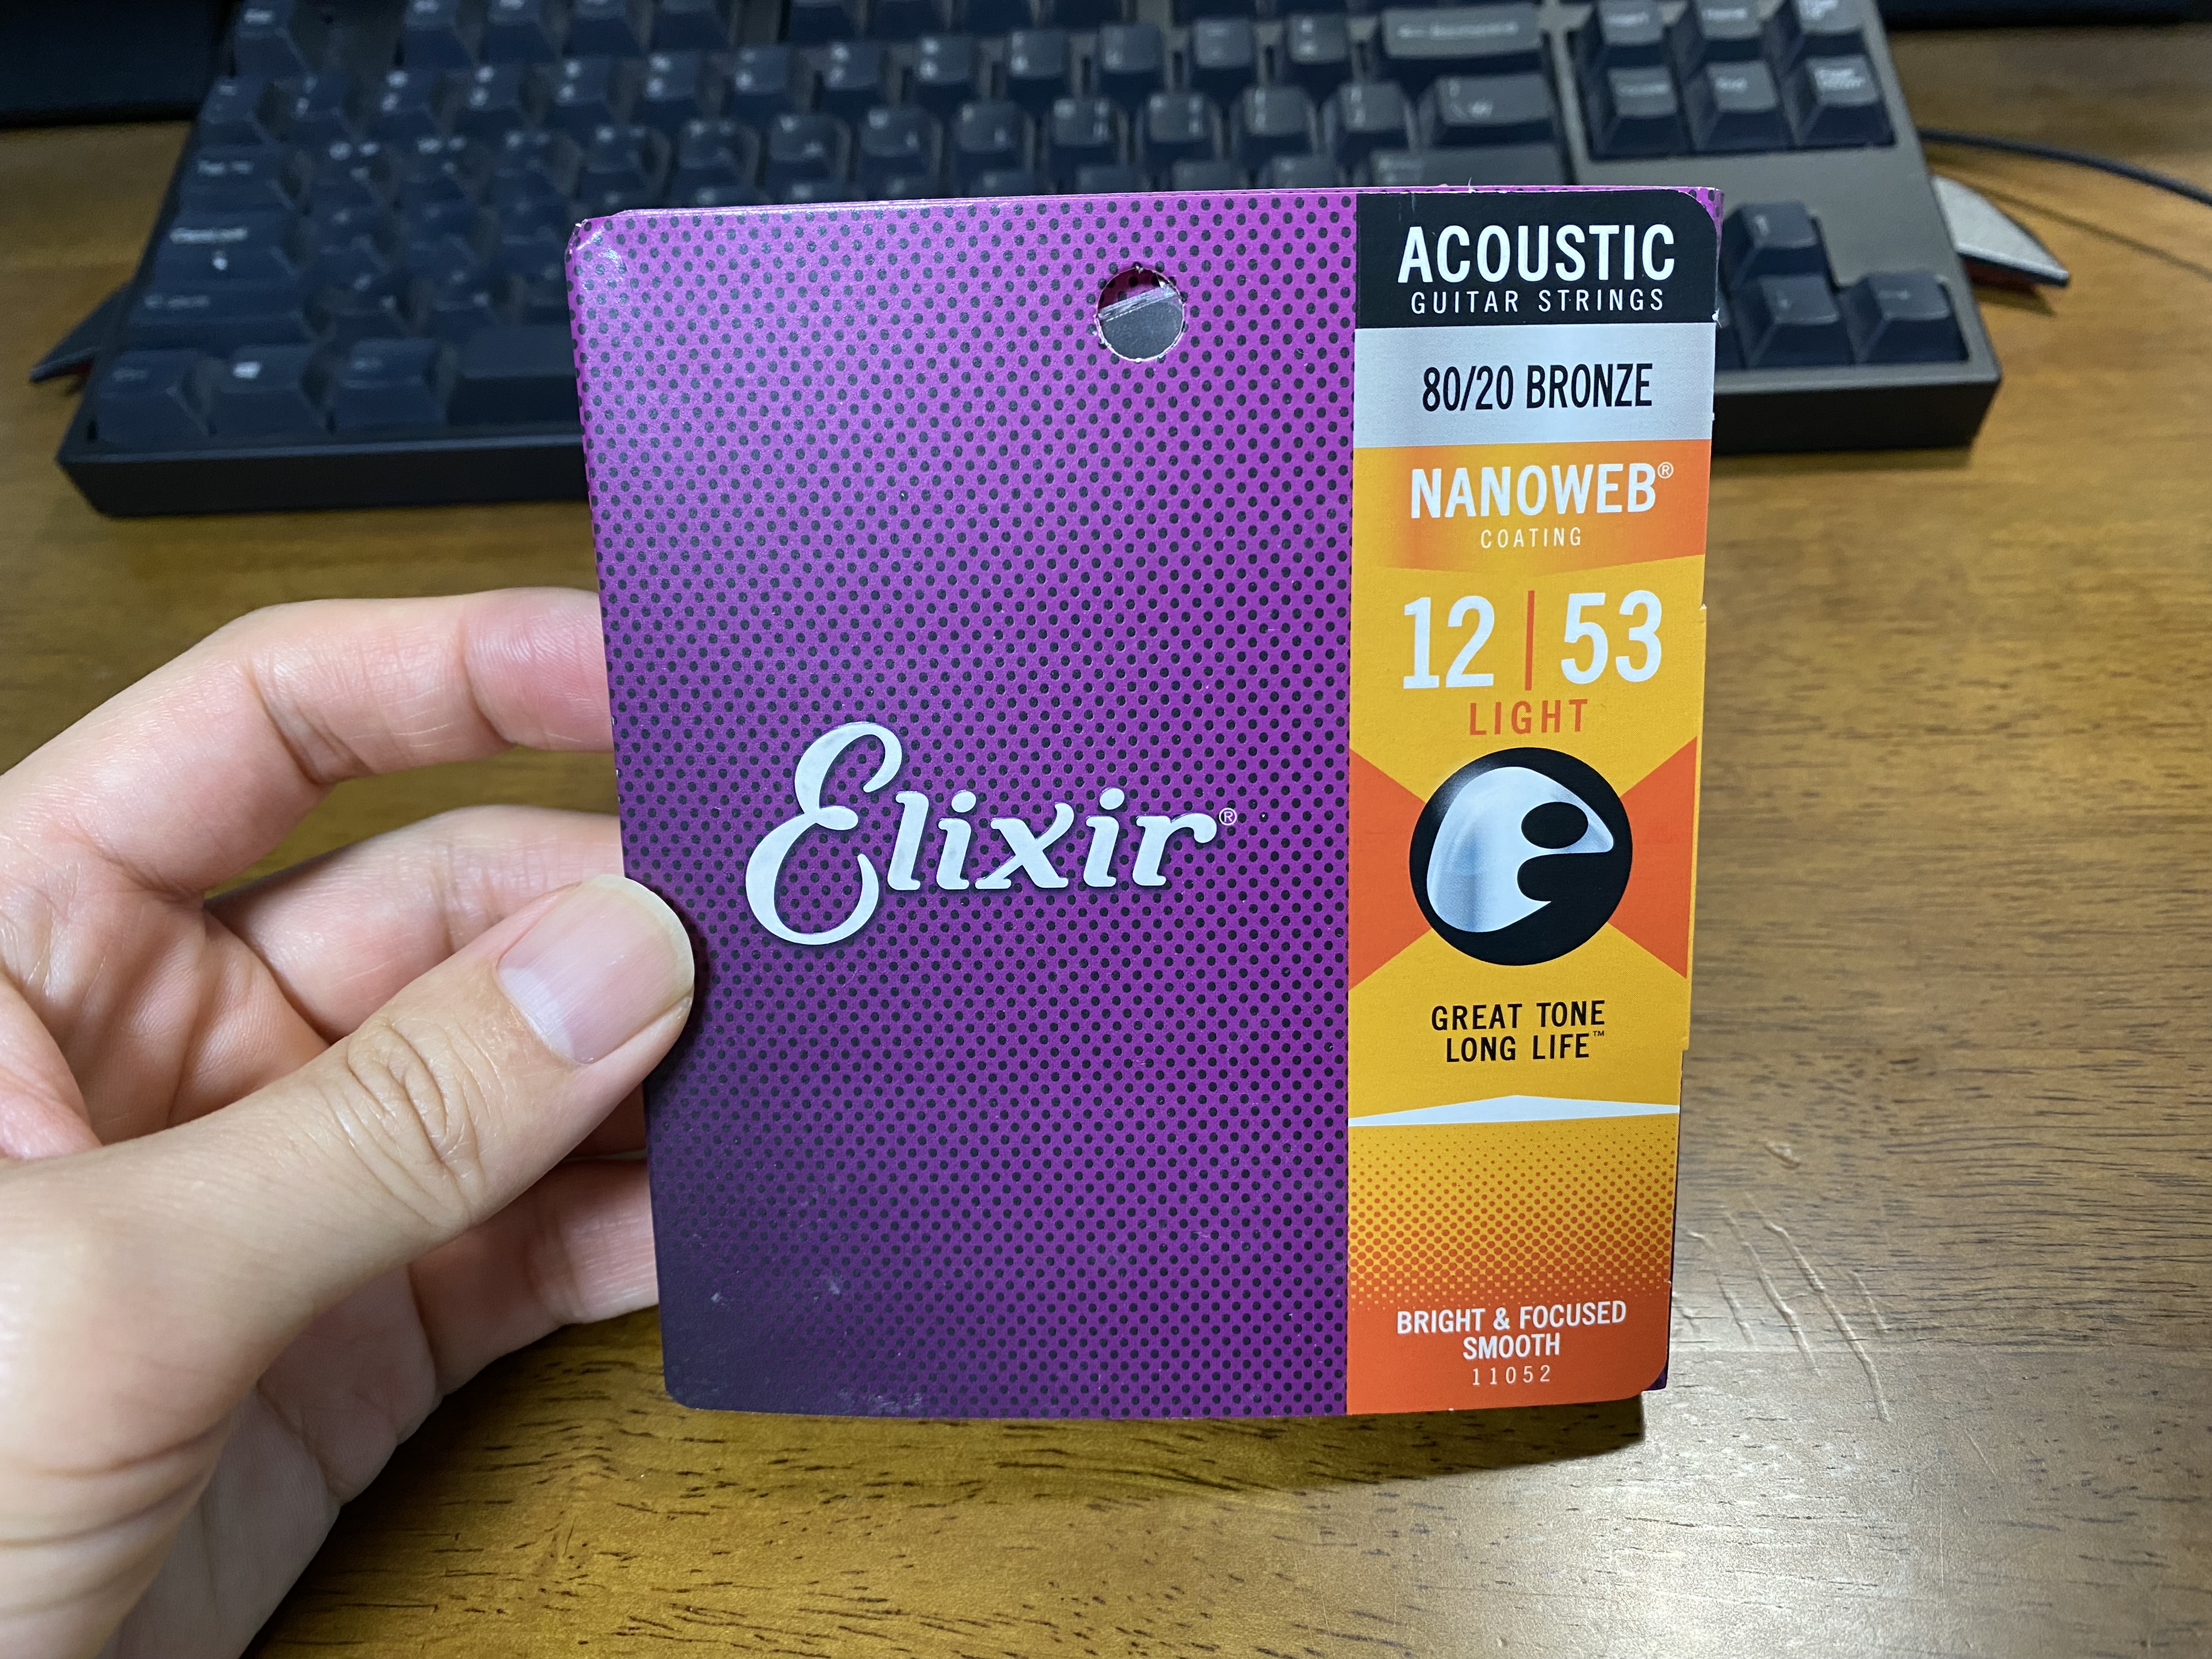 Elixir®
ACOUSTIC
GUITAR STRINGS
80/20 BRONZE
NANOWEB®
COATING
12 | 53
LIGHT
GREAT TONE
LONG LIFE™
BRIGHT & FOCUSED
SMOOTH
11052